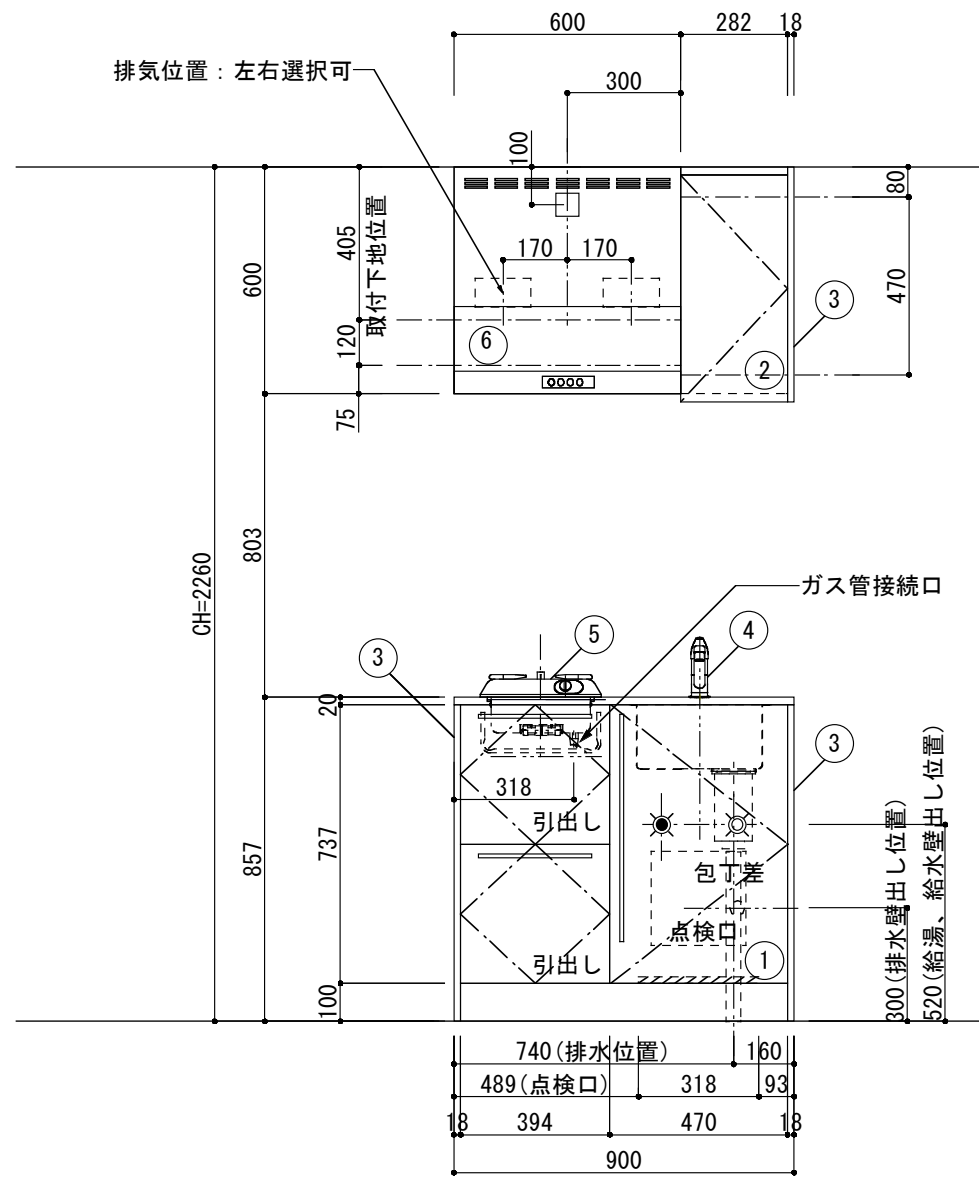 600
282
18
排気位置：左右選択可
300
100
80
405
取付下地位置
600
170
170
470
③
120
⑥
②
75
803
CH=2260
ガス管接続口
⑤
④
③
20
③
318
引出し
737
857
包丁差
点検口
300(排水壁出し位置)
520(給湯、給水壁出し位置)
引出し
①
100
740(排水位置)
160
489(点検口)
318
93
18
394
470
18
900